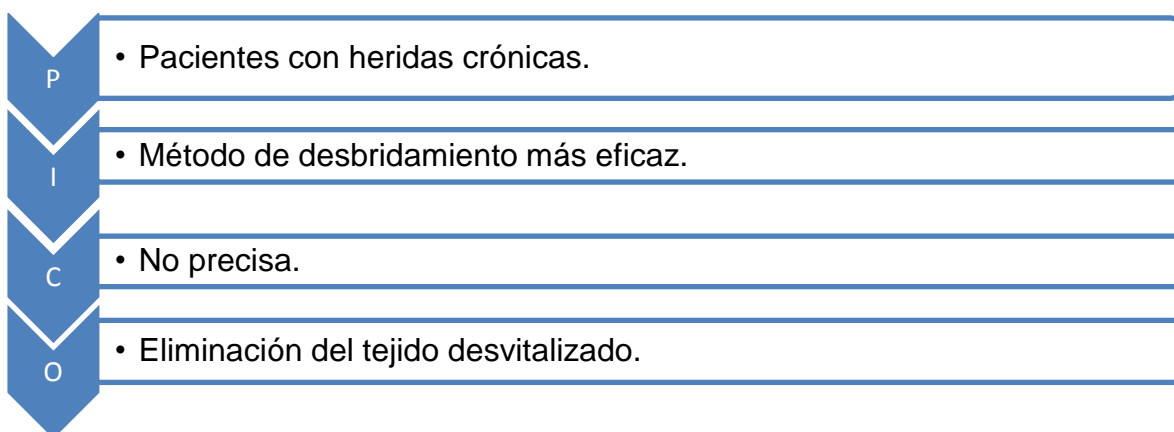 P
• Pacientes con heridas crónicas.
I
• Método de desbridamiento más eficaz.
C
• No precisa.
O
• Eliminación del tejido desvitalizado.